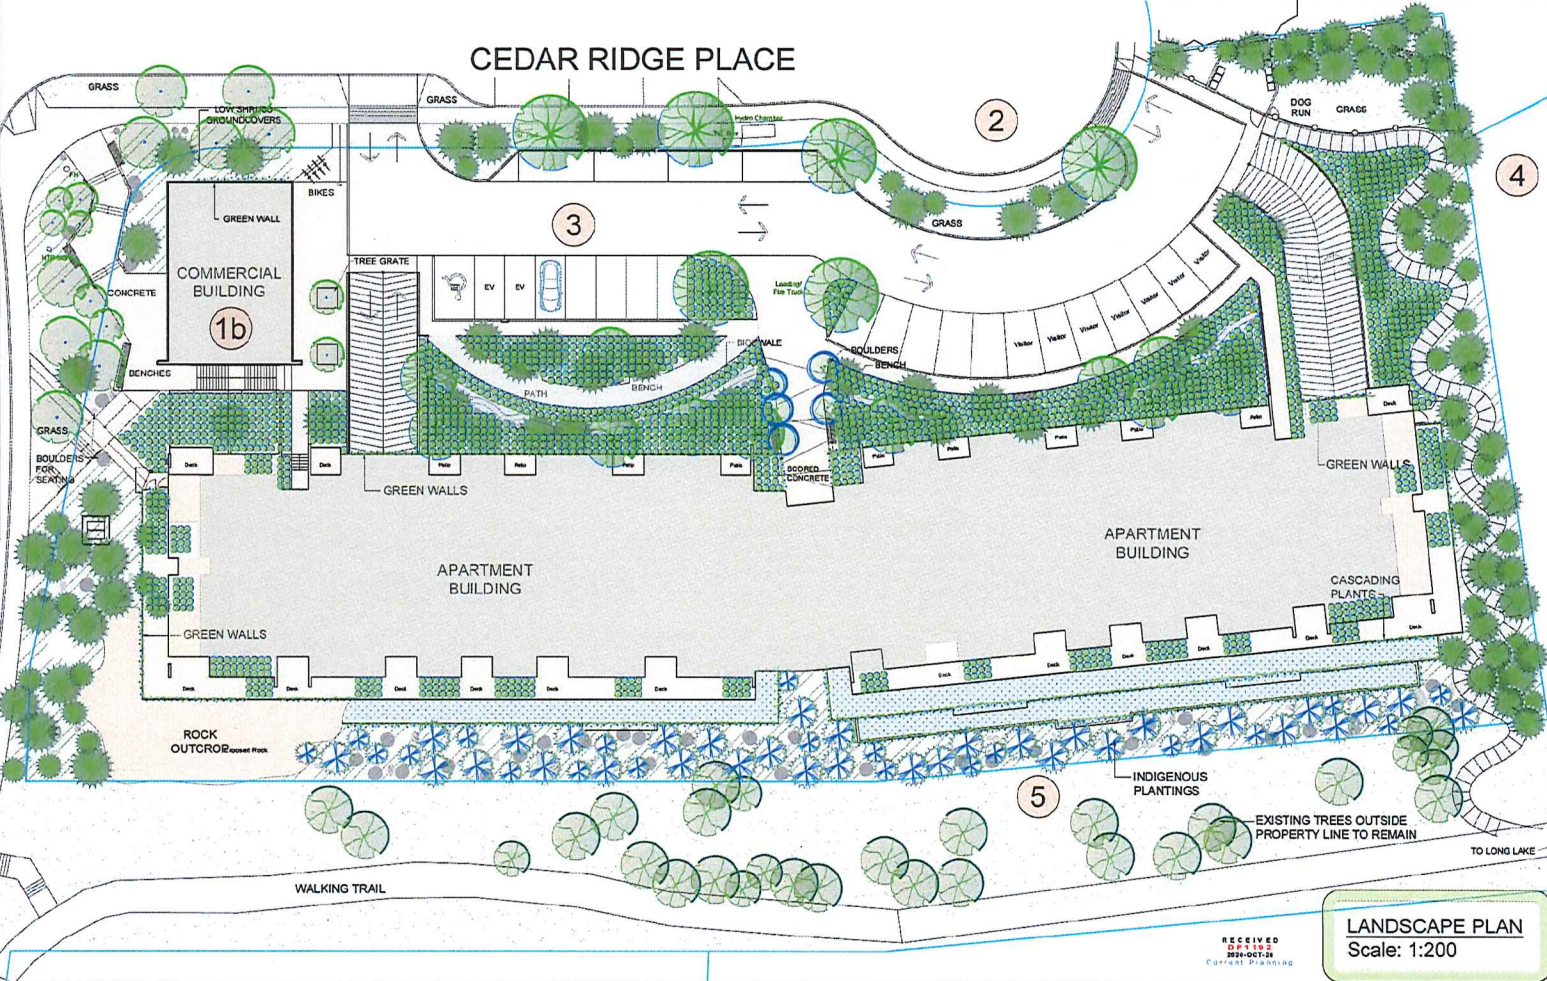 CEDAR RIDGE PLACE
GRASS
LOW SHRUBS
GROUNDCOVERS
GRASS
Hydro Chamber
2
DOG
RUN
GRASS
4
FH
BIKES
GREEN WALL
3
GRASS
COMMERCIAL
BUILDING
1b
CONCRETE
TREE GRATE
EV
EV
Loading/
Fire Truck
Visitor
Visitor
Visitor
Visitor
Visitor
Visitor
Visitor
BENCHES
PATH
BENCH
BIOSWALE
BOULDERS
BENCH
GRASS
BOULDERS
FOR
SEATING
Deck
Deck
Patio
Patio
Patio
Patio
SCORED
CONCRETE
Patio
Patio
Patio
Patio
Patio
Deck
GREEN WALLS
GREEN WALLS
APARTMENT
BUILDING
APARTMENT
BUILDING
CASCADING
PLANTS
GREEN WALLS
Deck
Deck
Deck
Deck
Deck
Deck
Deck
Deck
Deck
Deck
Deck
Deck
ROCK
OUTCROP
Exposed Rock
INDIGENOUS
PLANTINGS
5
EXISTING TREES OUTSIDE
PROPERTY LINE TO REMAIN
TO LONG LAKE
WALKING TRAIL
RECEIVED
DP1192
2020-OCT-26
Current Planning
LANDSCAPE PLAN
Scale: 1:200